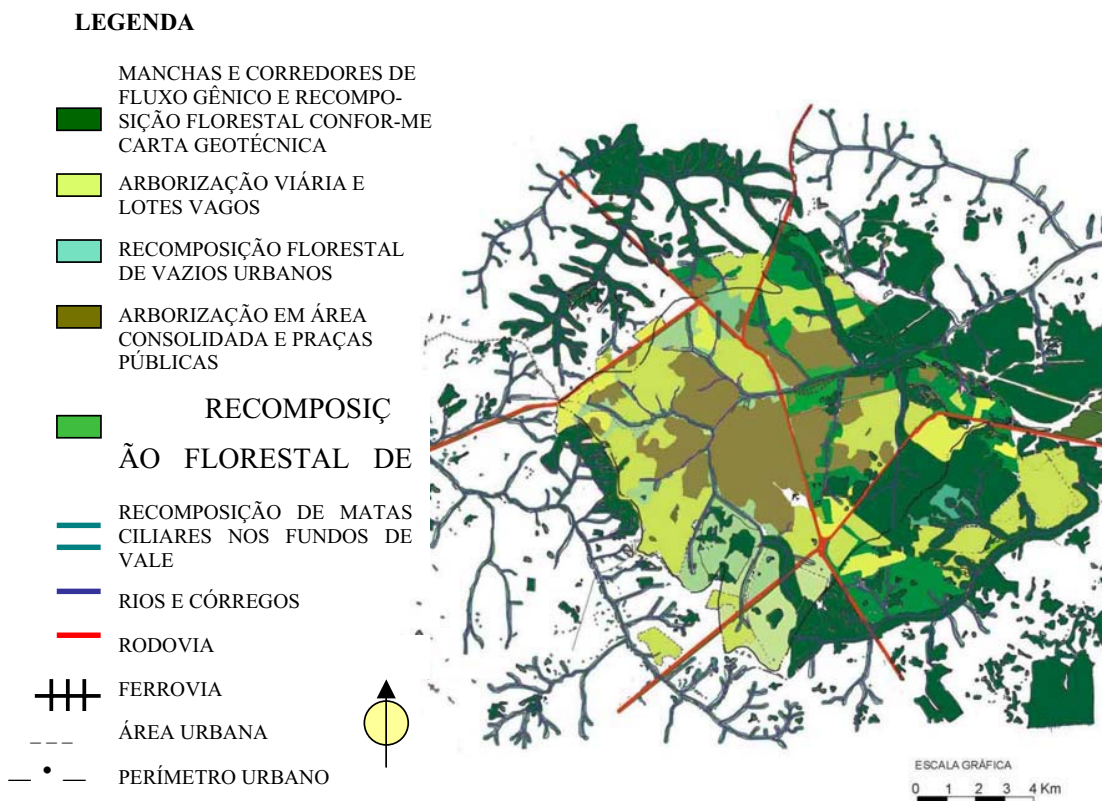 LEGENDA
MANCHAS E CORREDORES DE
FLUXO GÊNICO E RECOMPO-
SIÇÃO FLORESTAL CONFOR-ME
CARTA GEOTÉCNICA
ARBORIZAÇÃO VIÁRIA E
LOTES VAGOS
RECOMPOSIÇÃO FLORESTAL
DE VAZIOS URBANOS
ARBORIZAÇÃO EM ÁREA
CONSOLIDADA E PRAÇAS
PÚBLICAS
RECOMPOSIÇ
ÃO FLORESTAL DE
RECOMPOSIÇÃO DE MATAS
CILIARES NOS FUNDOS DE
VALE
RIOS E CÓRREGOS
RODOVIA
FERROVIA
ÁREA URBANA
PERÍMETRO URBANO
ESCALA GRÁFICA
0 1 2 3 4 Km